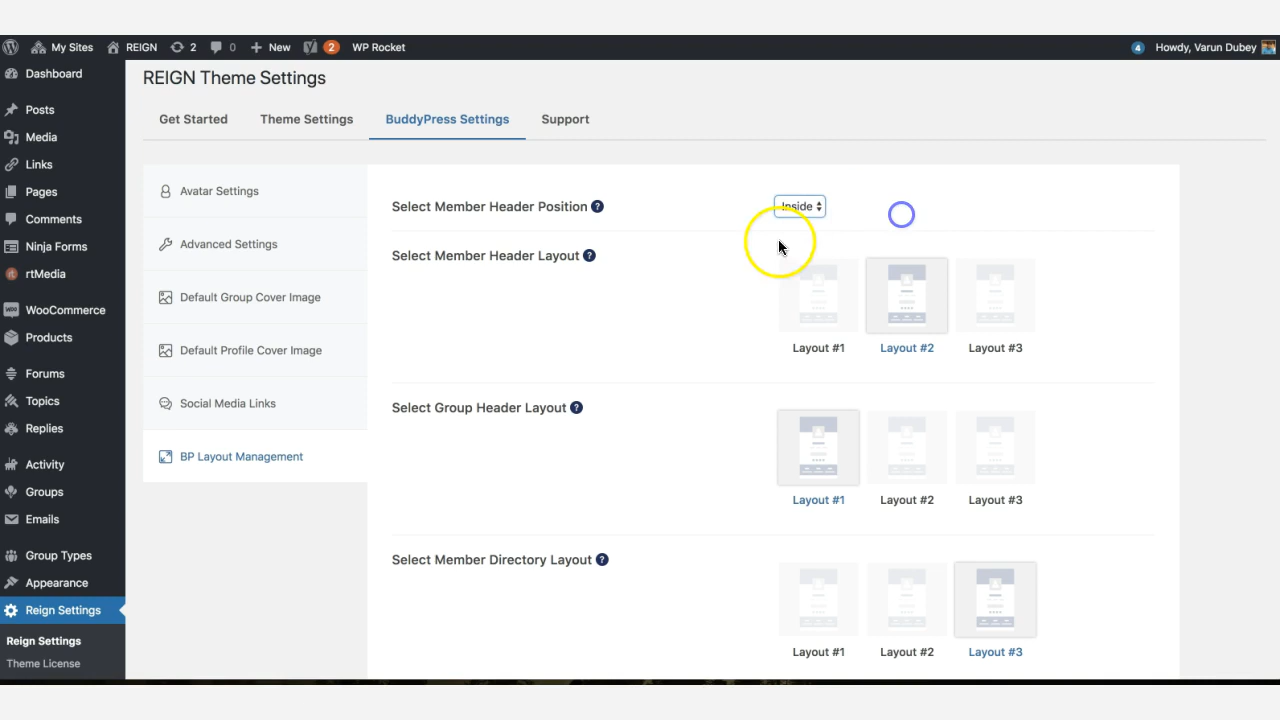 My Sites REIGN 2 0 New 2 WP Rocket 4 Howdy, Varun Dubey
Dashboard
Posts
Media
Links
Pages
Comments
Ninja Forms
rtMedia
WooCommerce
Products
Forums
Topics
Replies
Activity
Groups
Emails
Group Types
Appearance
Reign Settings
Reign Settings
Theme License
REIGN Theme Settings
Get Started Theme Settings BuddyPress Settings Support
Avatar Settings
Advanced Settings
Default Group Cover Image
Default Profile Cover Image
Social Media Links
BP Layout Management
Select Member Header Position ? Inside
Select Member Header Layout ?
Layout #1 Layout #2 Layout #3
Select Group Header Layout ?
Layout #1 Layout #2 Layout #3
Select Member Directory Layout ?
Layout #1 Layout #2 Layout #3